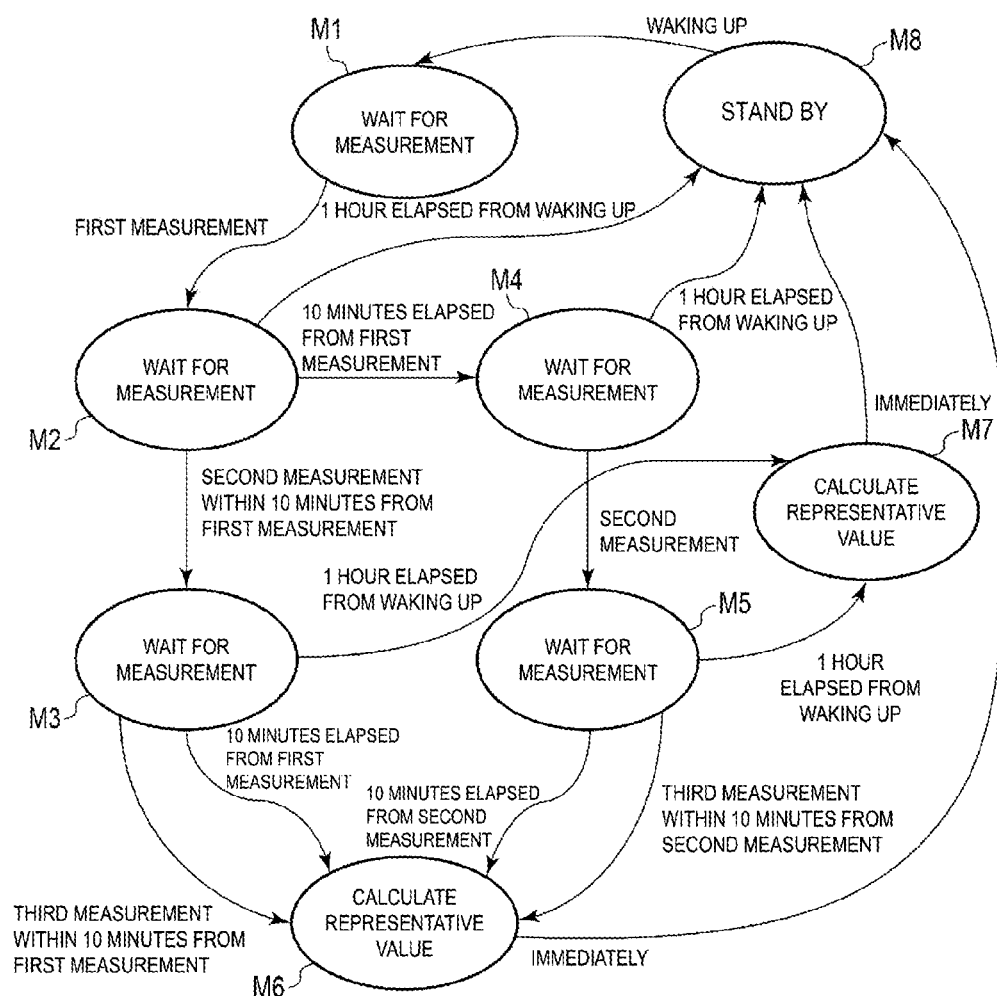 M1
WAKING UP
M8
WAIT FOR
MEASUREMENT
STAND BY
FIRST MEASUREMENT
1 HOUR ELAPSED FROM WAKING UP
M4
10 MINUTES ELAPSED
FROM FIRST
MEASUREMENT
1 HOUR ELAPSED
FROM WAKING UP
WAIT FOR
MEASUREMENT
WAIT FOR
MEASUREMENT
M2
IMMEDIATELY
M7
SECOND MEASUREMENT
WITHIN 10 MINUTES FROM
FIRST MEASUREMENT
CALCULATE
REPRESENTATIVE
VALUE
SECOND
MEASUREMENT
1 HOUR ELAPSED
FROM WAKING UP
M5
WAIT FOR
MEASUREMENT
WAIT FOR
MEASUREMENT
1 HOUR
ELAPSED FROM
WAKING UP
M3
10 MINUTES ELAPSED
FROM FIRST
MEASUREMENT
10 MINUTES ELAPSED
FROM SECOND
MEASUREMENT
THIRD MEASUREMENT
WITHIN 10 MINUTES FROM
SECOND MEASUREMENT
THIRD MEASUREMENT
WITHIN 10 MINUTES FROM
FIRST MEASUREMENT
CALCULATE
REPRESENTATIVE
VALUE
IMMEDIATELY
M6